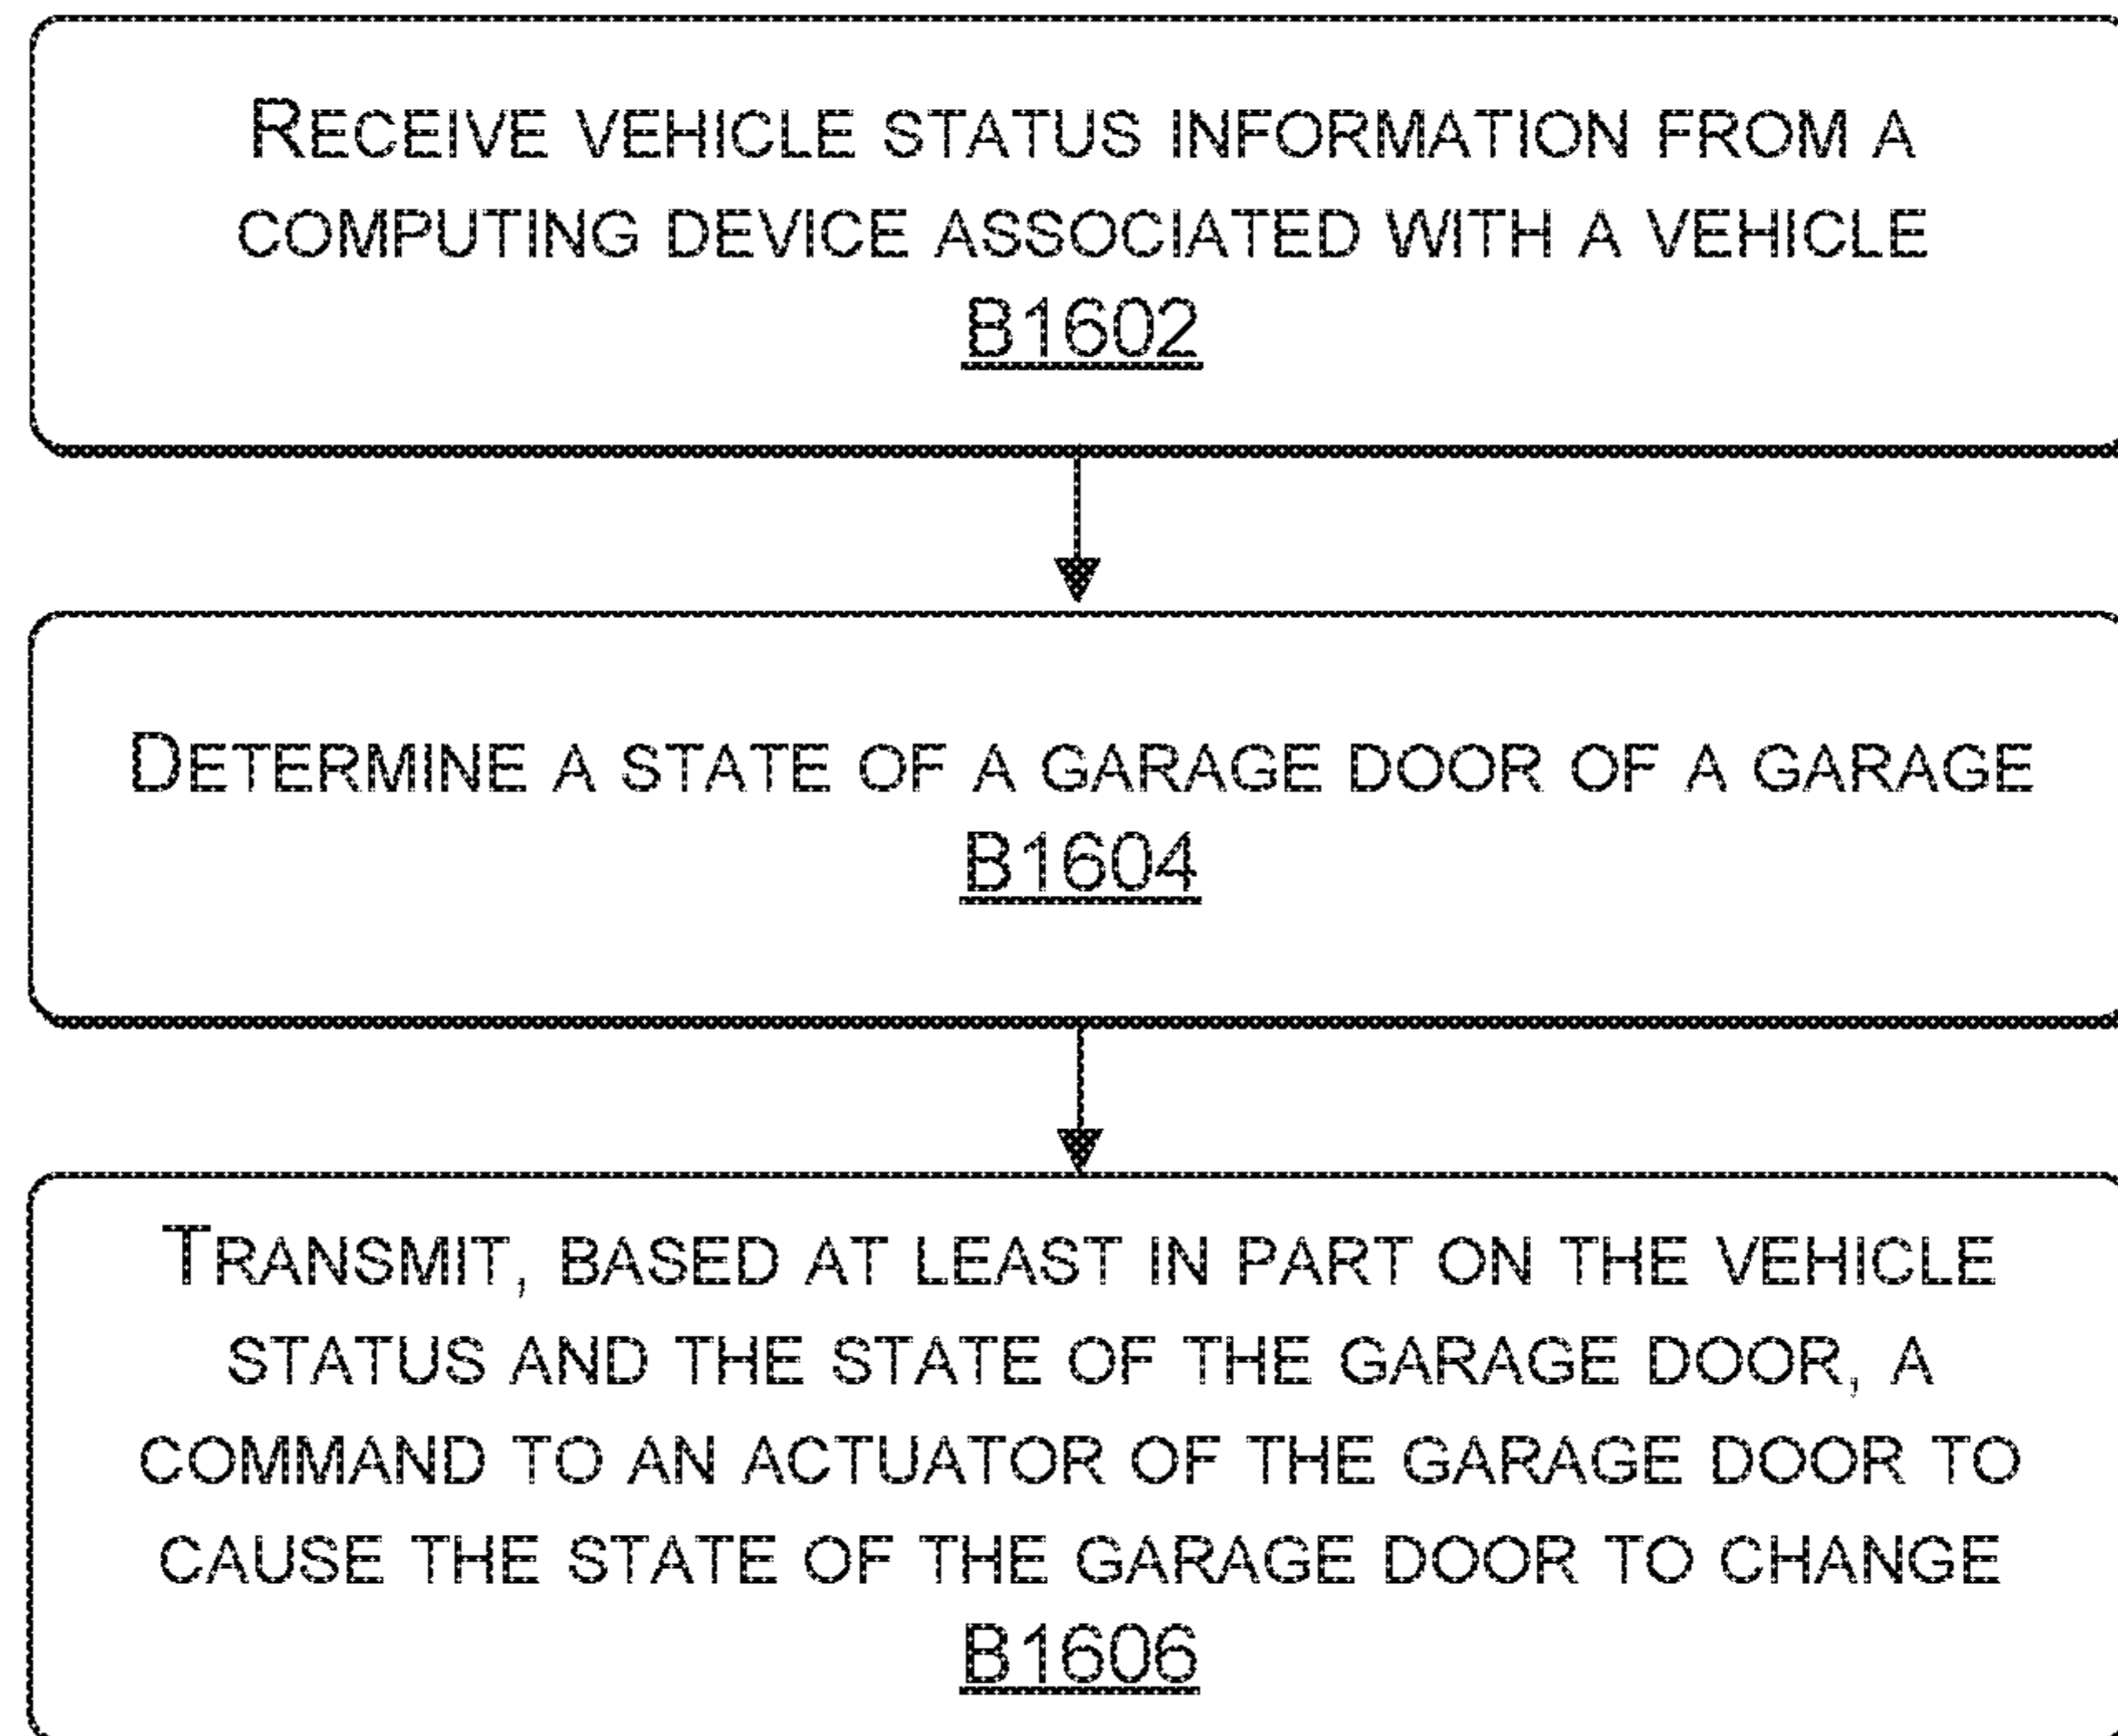 RECEIVE VEHICLE STATUS INFORMATION FROM A
COMPUTING DEVICE ASSOCIATED WITH A VEHICLE
B1602
DETERMINE A STATE OF A GARAGE DOOR OF A GARAGE
B1604
TRANSMIT, BASED AT LEAST IN PART ON THE VEHICLE
STATUS AND THE STATE OF THE GARAGE DOOR, A
COMMAND TO AN ACTUATOR OF THE GARAGE DOOR TO
CAUSE THE STATE OF THE GARAGE DOOR TO CHANGE
B1606